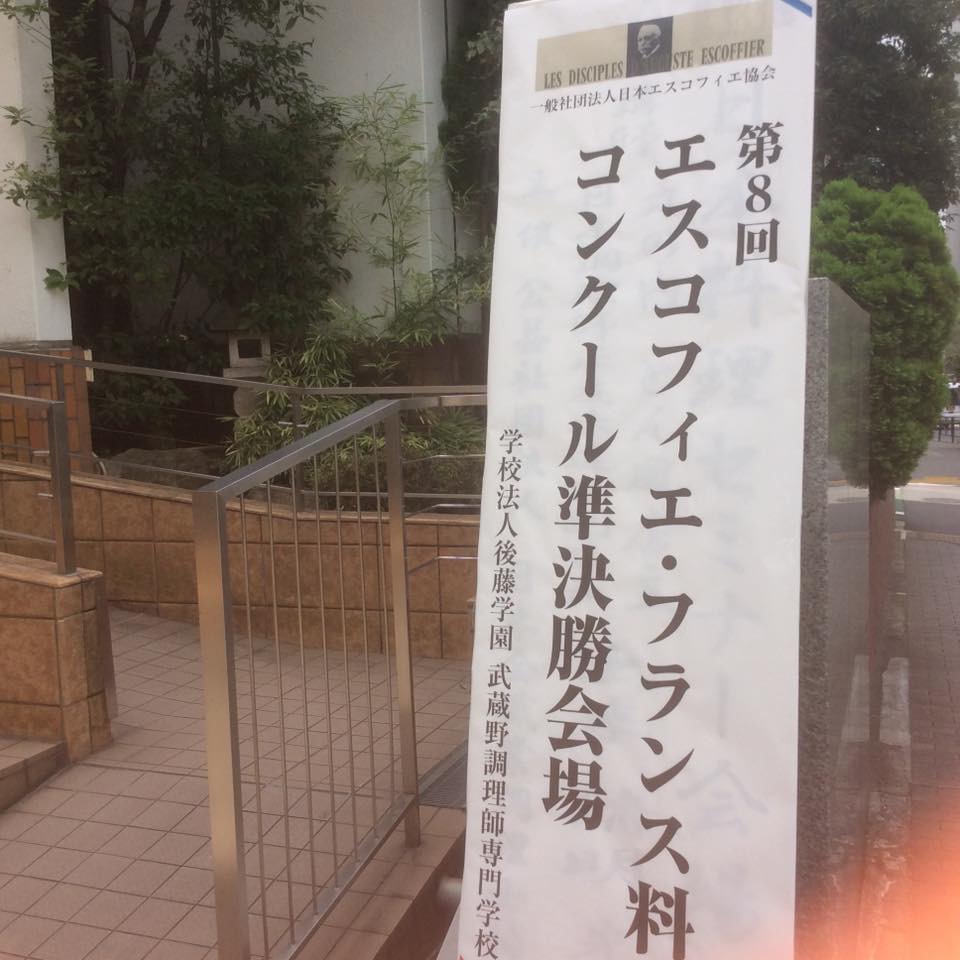 LES DISCIPLES
STE ESCOFFIER
一般社団法人日本エスコフィエ協会
第8回
エスコフィエ・フランス料
コンクール準決勝会場
学校法人後藤学園 武蔵野調理師専門学校